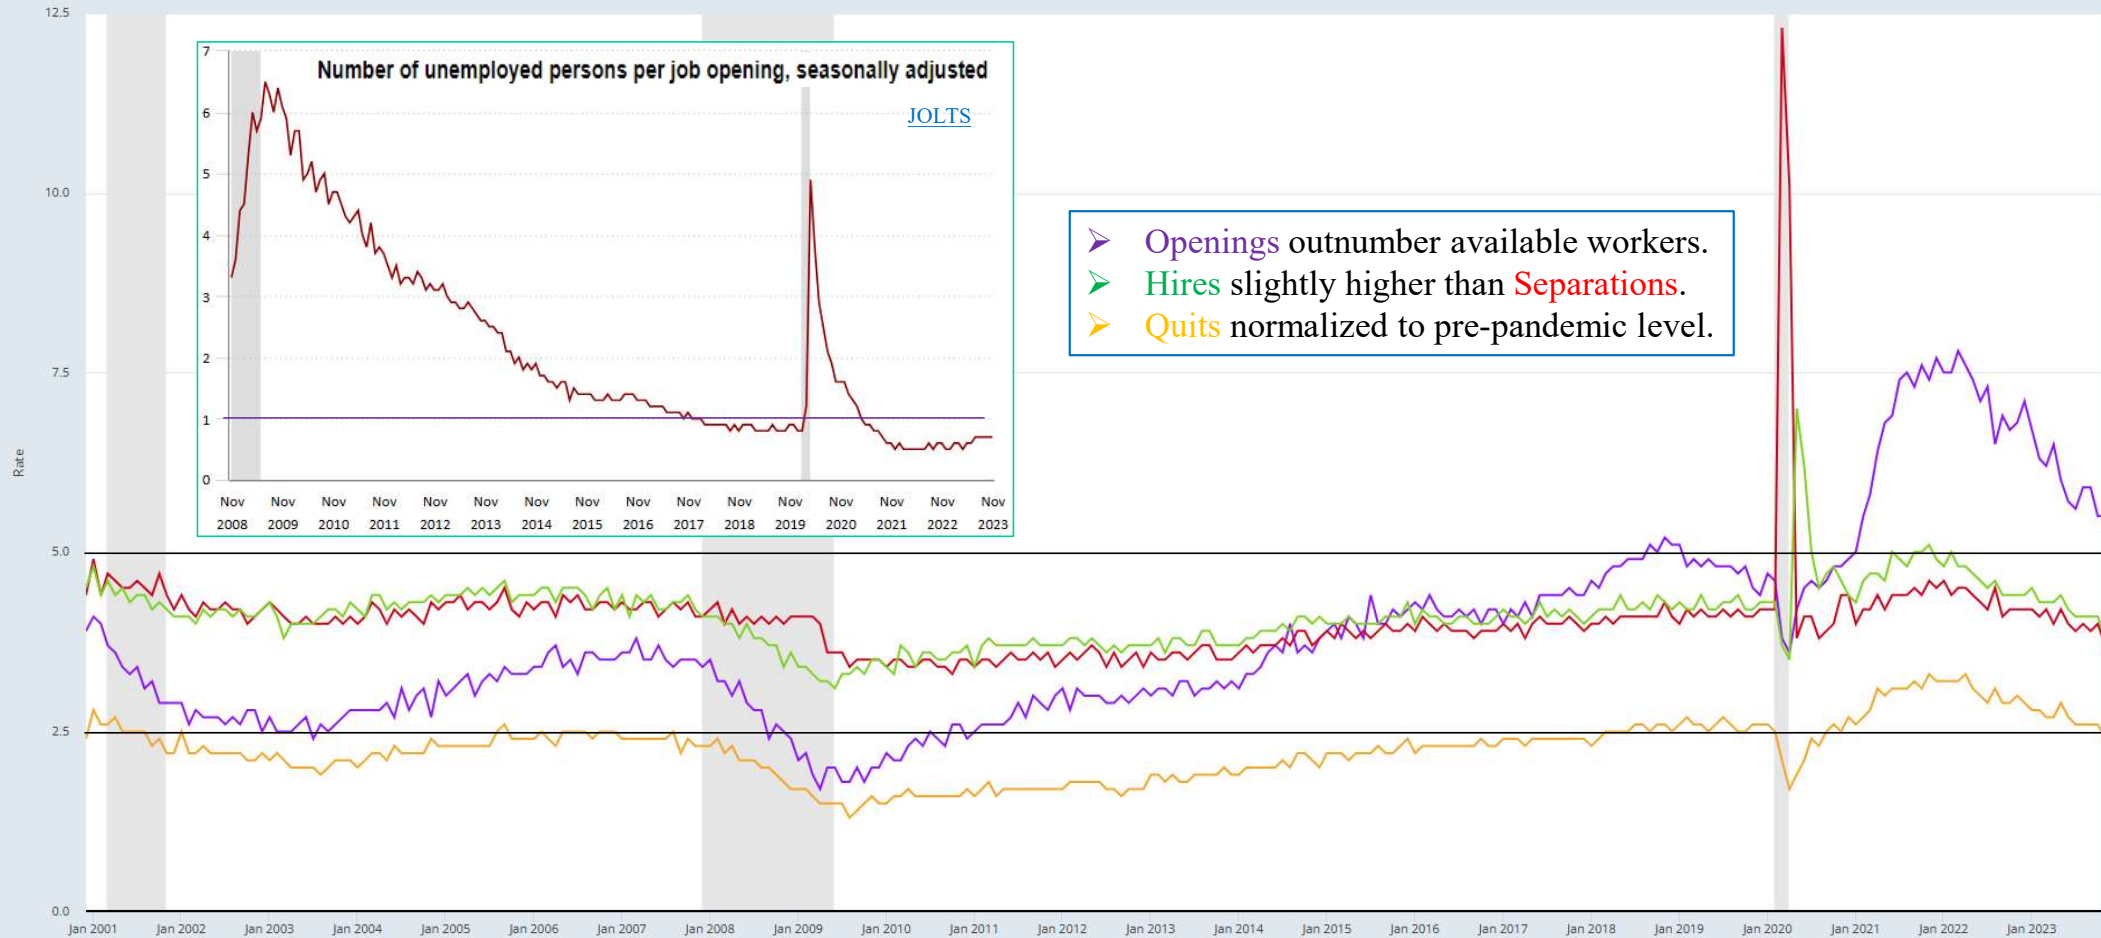 12.5
10.0
7.5
5.0
2.5
0.0
Rate
Number of unemployed persons per job opening, seasonally adjusted
JOLTS
7
6
5
4
3
2
1
0
Nov Nov Nov Nov Nov Nov Nov Nov Nov Nov Nov Nov Nov Nov Nov Nov
2008 2009 2010 2011 2012 2013 2014 2015 2016 2017 2018 2019 2020 2021 2022 2023
➢ Openings outnumber available workers.
➢ Hires slightly higher than Separations.
➢ Quits normalized to pre-pandemic level.
Jan 2001 Jan 2002 Jan 2003 Jan 2004 Jan 2005 Jan 2006 Jan 2007 Jan 2008 Jan 2009 Jan 2010 Jan 2011 Jan 2012 Jan 2013 Jan 2014 Jan 2015 Jan 2016 Jan 2017 Jan 2018 Jan 2019 Jan 2020 Jan 2021 Jan 2022 Jan 2023